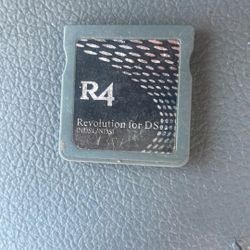 R4
Revolution for DS
(NDSL/NDS)